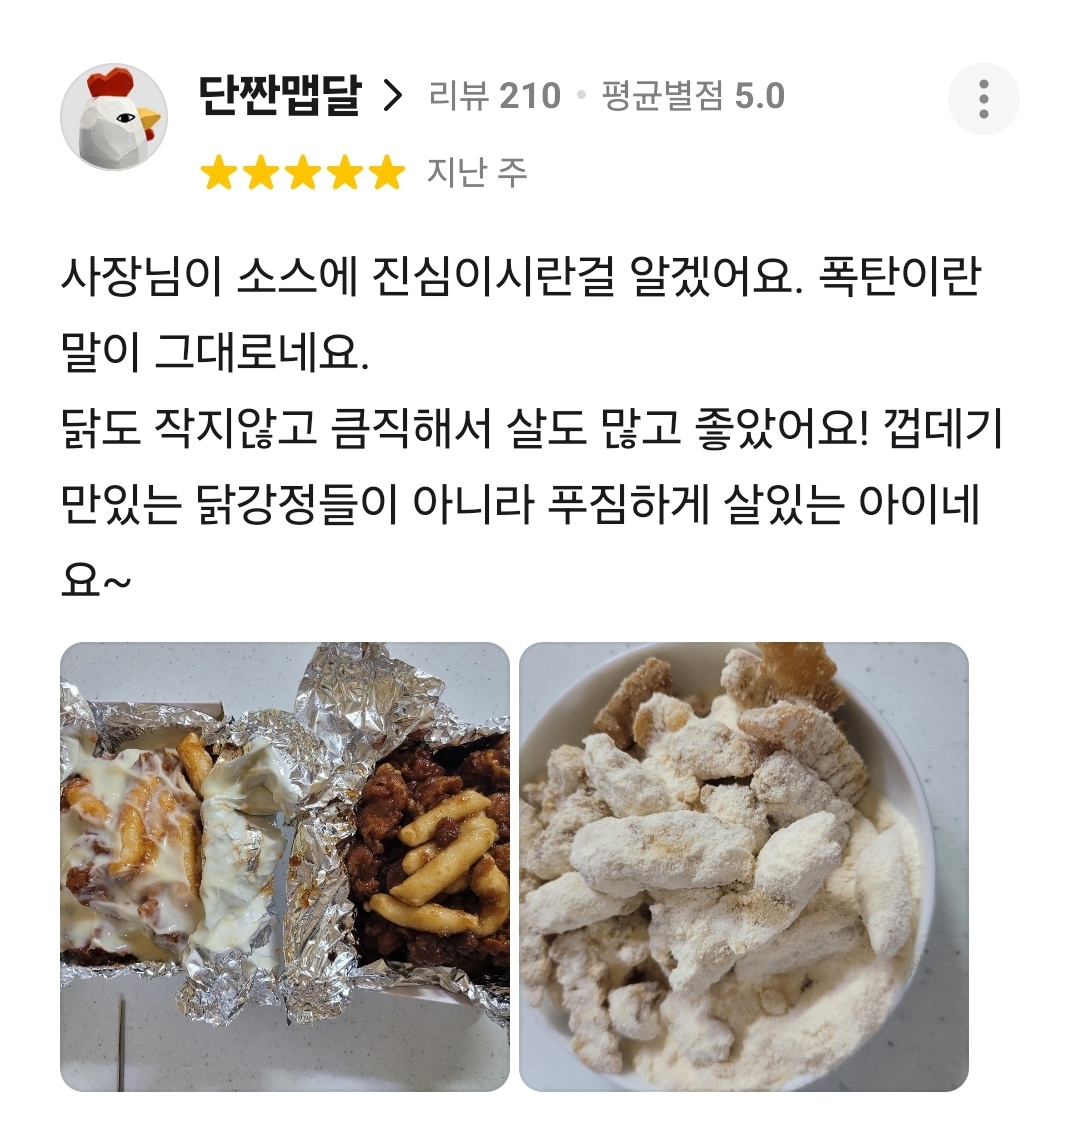 단짠맵달 > 리뷰 210 • 평균별점 5.0
지난 주
사장님이 소스에 진심이시란걸 알겠어요. 폭탄이란
말이 그대로네요.
닭도 작지않고 큼직해서 살도 많고 좋았어요! 껍데기
만있는 닭강정들이 아니라 푸짐하게 살있는 아이네
요~